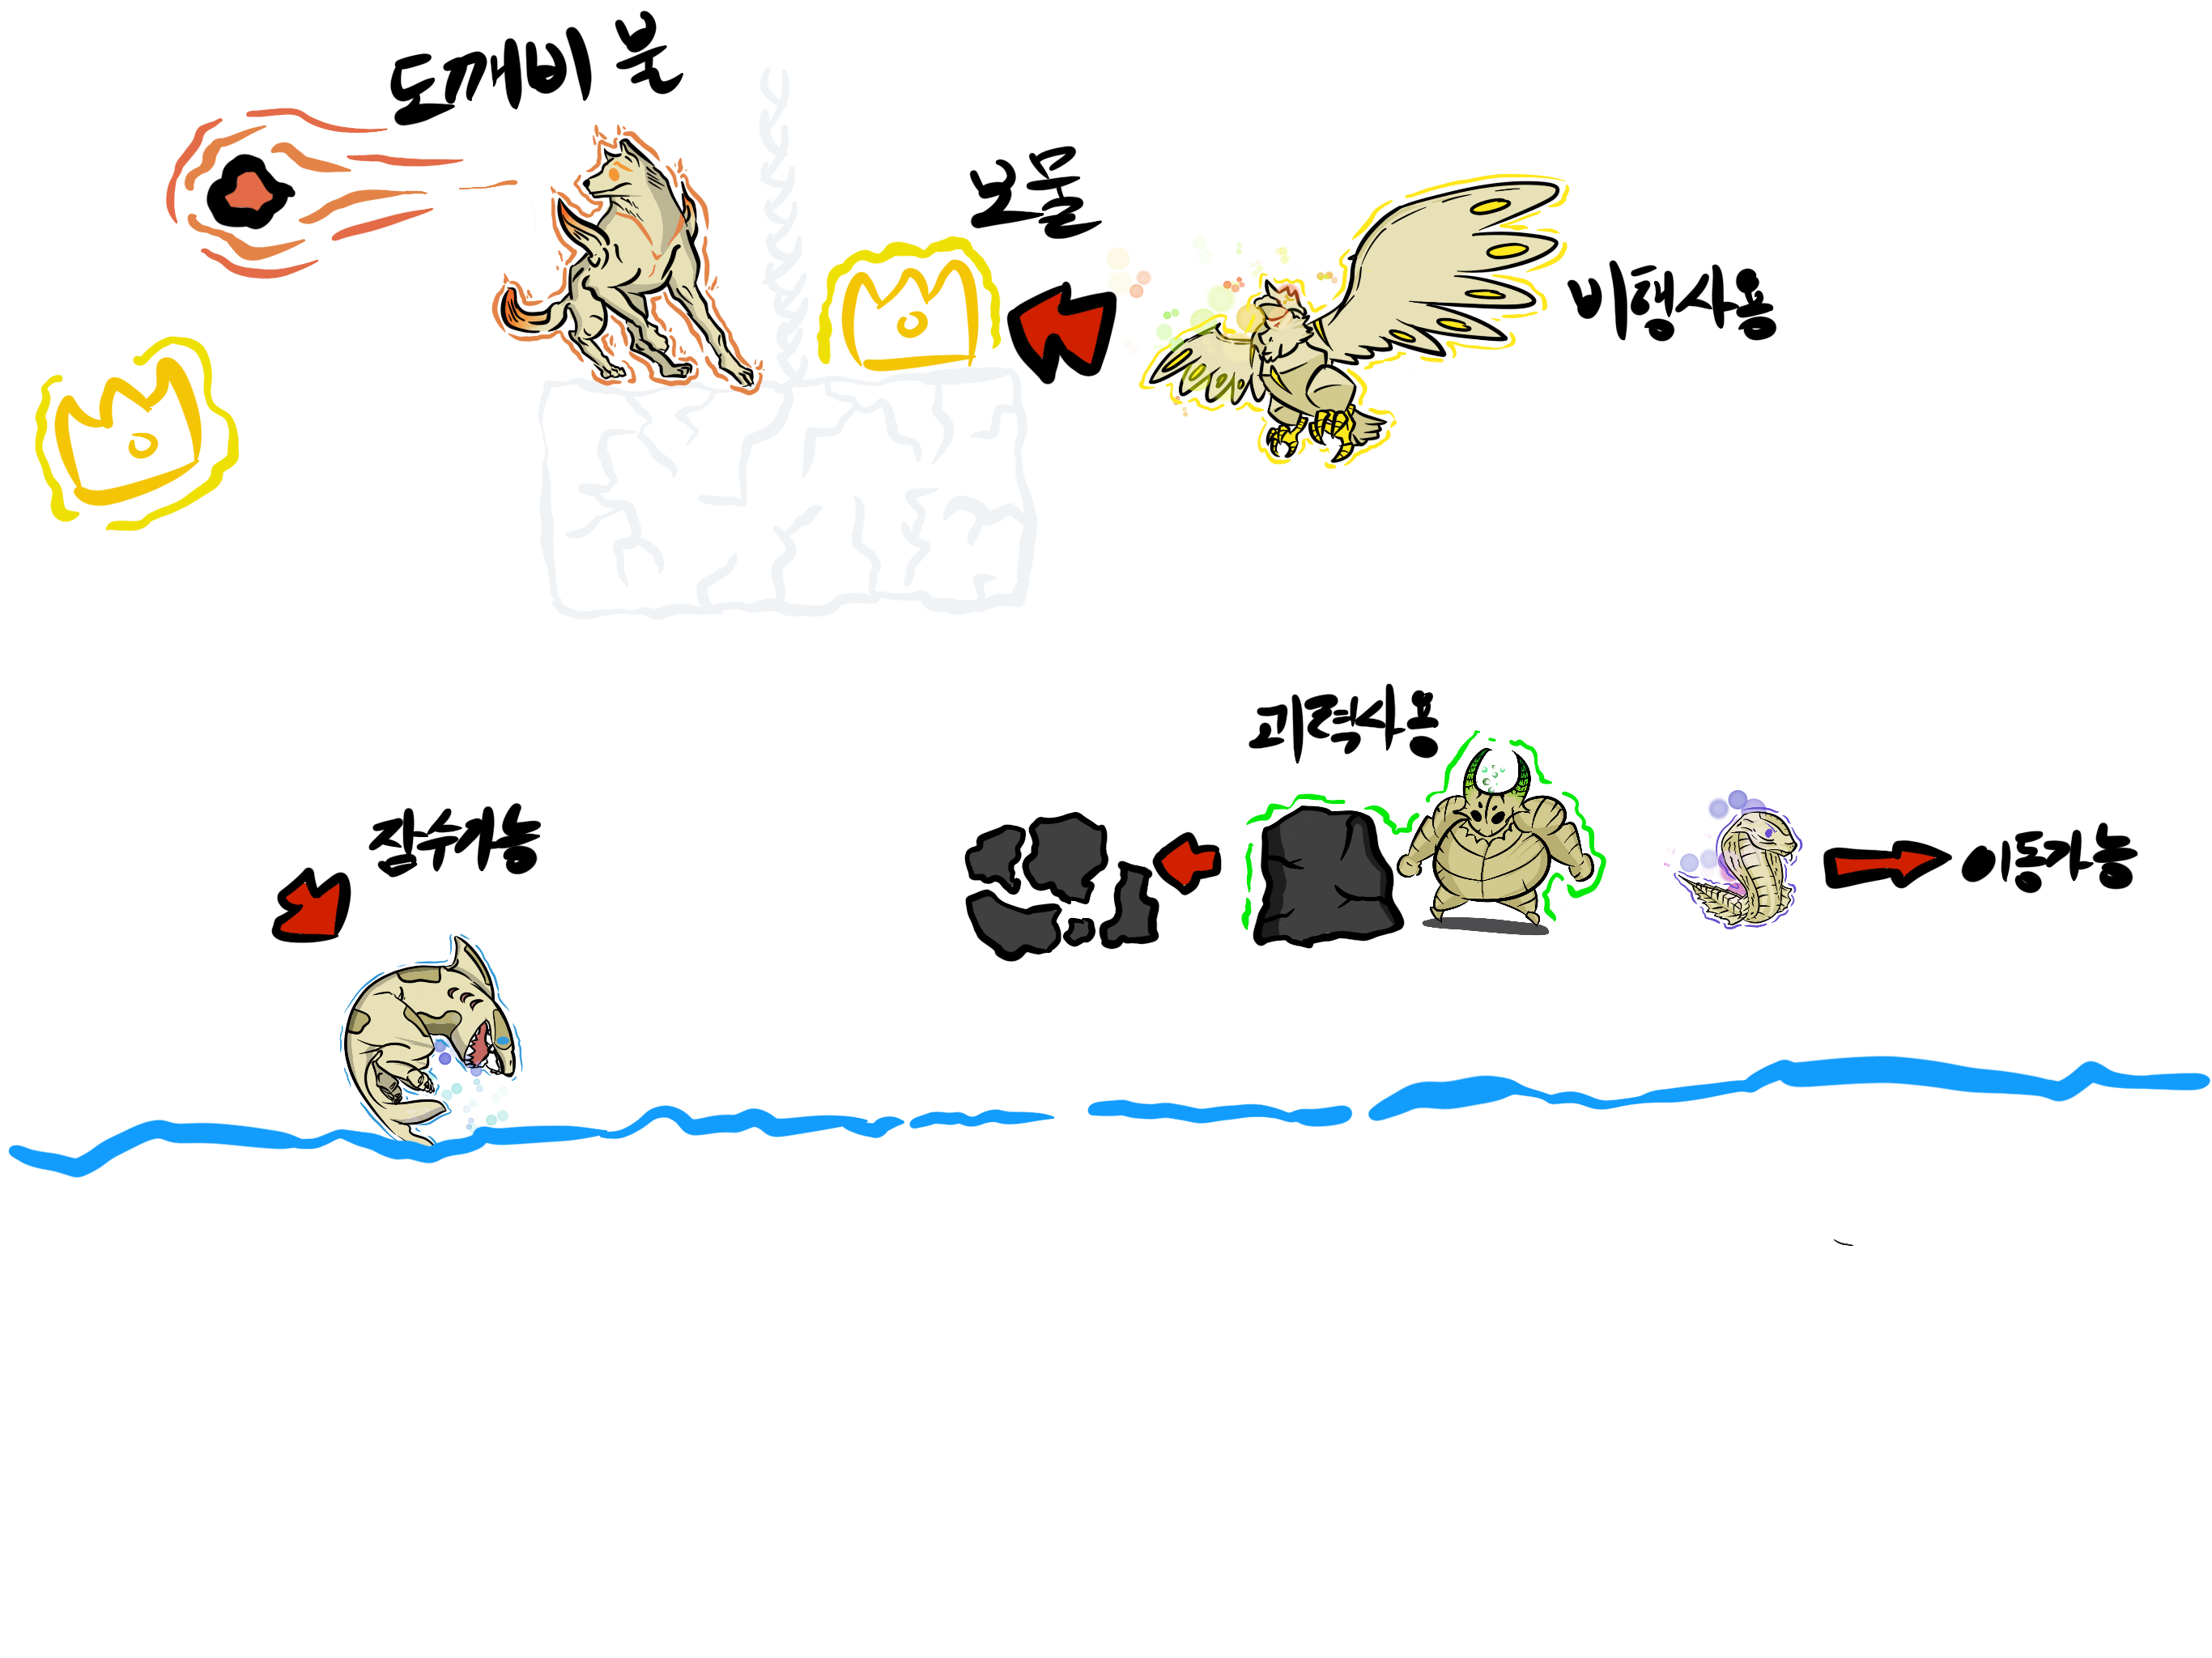 도깨비 불
보물
비행사용
괴력사용
잠수가능
이동가능